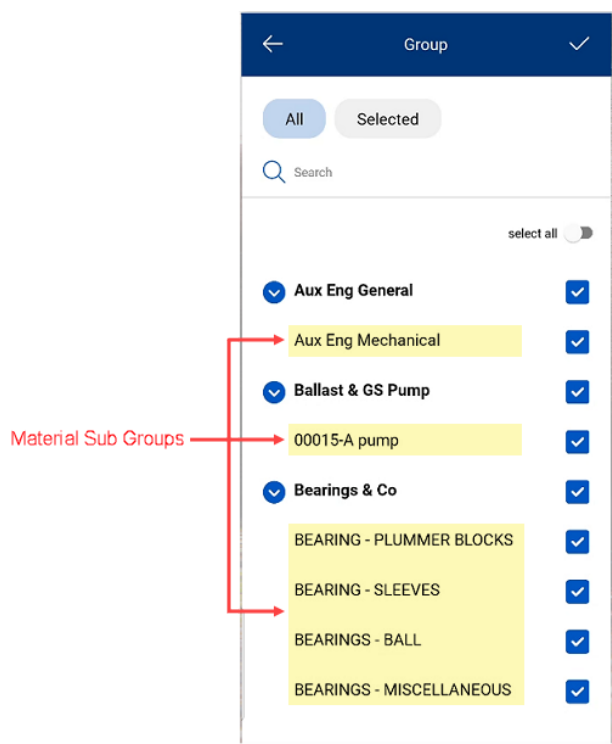 Group
All
Selected
Search
select all
Aux Eng General
Aux Eng Mechanical
Ballast & GS Pump
Material Sub Groups
00015-A pump
Bearings & Co
BEARING - PLUMMER BLOCKS
BEARING - SLEEVES
BEARINGS - BALL
BEARINGS - MISCELLANEOUS